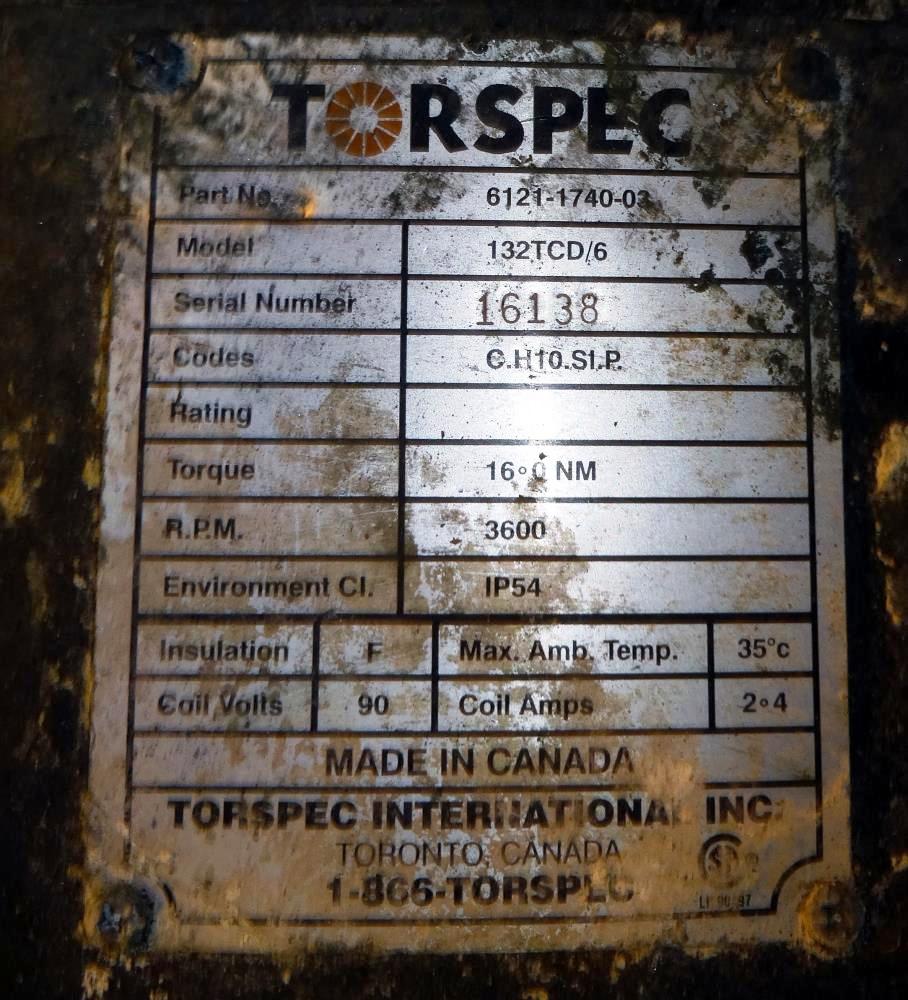 TORSPEC
Part No. 6121-1740-03
Model 132TCD/6
Serial Number 16138
Codes C.H10.SI.P.
Rating
Torque 16∘0 NM
R.P.M. 3600
Environment Cl. IP54
Insulation F Max. Amb. Temp. 35°c
Coil Volts 90 Coil Amps 2∘4
MADE IN CANADA
TORSPEC INTERNATIONAL INC.
TORONTO, CANADA
1-866-TORSPEC